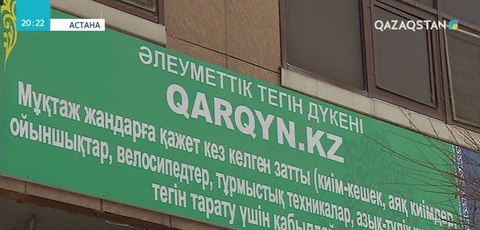 20:22 АСТАНА
QAZAQSTAN
ӘЛЕУМЕТТІК ТЕГІН ДҮКЕНІ
QARQYN.KZ
Мұқтаж жандарға қажет кез келген затты (киім-кешек, аяқ киімдер,
ойыншықтар, велосипедтер, тұрмыстық техникалар, азық-түлік
тегін тарату үшін